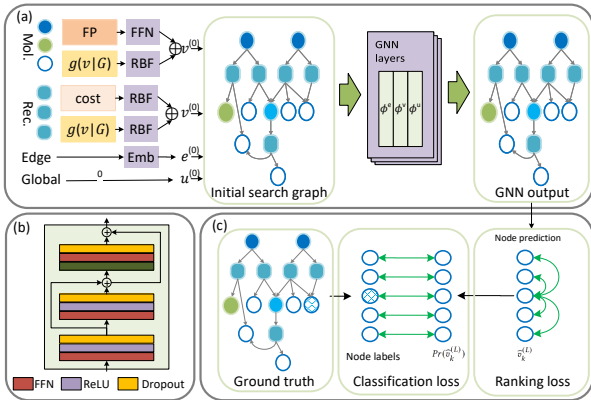 (a)
Mol.
FP
FFN
v^(0)
g(v|G)
RBF
Rec.
cost
RBF
v^(0)
g(v|G)
RBF
Edge
Emb
e^(0)
Global
0
u^(0)
Initial search graph
GNN
layers
ϕ^e ϕ^v ϕ^u
GNN output
(b)
FFN
ReLU
Dropout
(c)
Ground truth
Node labels
Pr(v̂_k^(L))
Classification loss
Node prediction
v̂_k^(L)
Ranking loss